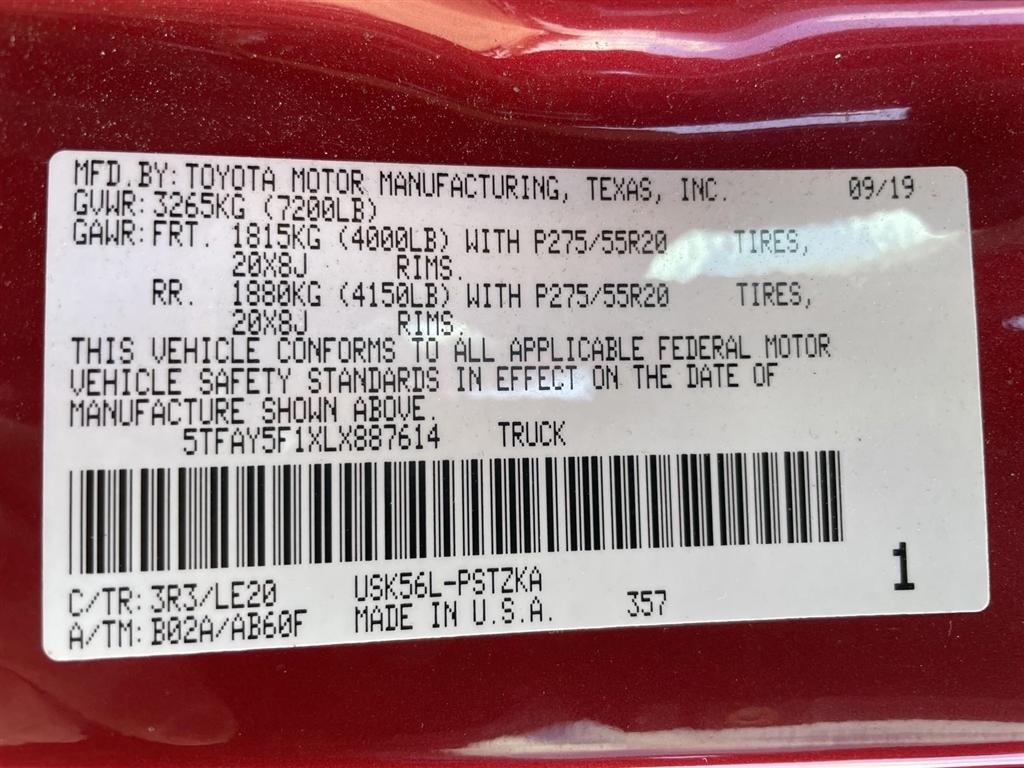 MFD.BY: TOYOTA MOTOR MANUFACTURING, TEXAS, INC. 09/19
GVWR: 3265KG (7200LB)
GAWR: FRT. 1815KG (4000LB) WITH P275/55R20 TIRES,
20X8J RIMS.
RR. 1880KG (4150LB) WITH P275/55R20 TIRES,
20X8J RIMS.
THIS VEHICLE CONFORMS TO ALL APPLICABLE FEDERAL MOTOR
VEHICLE SAFETY STANDARDS IN EFFECT ON THE DATE OF
MANUFACTURE SHOWN ABOVE.
5TFAY5F1XLX887614 TRUCK
C/TR: 3R3/LE20 USK56L-PSTZKA
A/TM: B02A/AB60F MADE IN U.S.A. 357 1